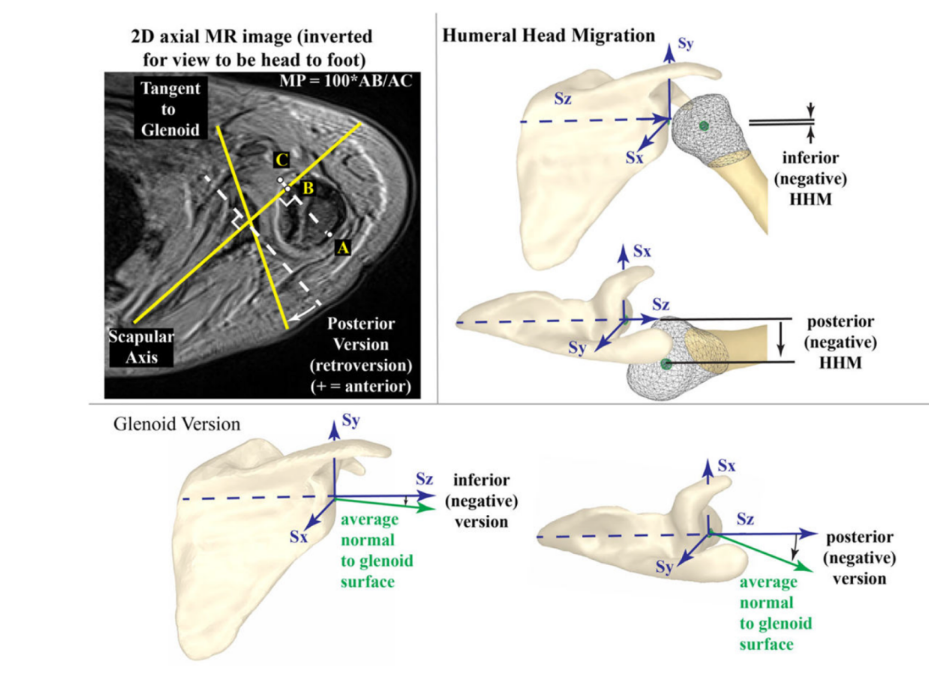 2D axial MR image (inverted
for view to be head to foot)
MP = 100*AB/AC
Tangent
to
Glenoid
C
B
A
Scapular
Axis
Posterior
Version
(retroversion)
(+ = anterior)
Humeral Head Migration
Sy
Sz
Sx
inferior
(negative)
HHM
Sx
Sz
Sy
posterior
(negative)
HHM
Glenoid Version
Sy
Sz
Sx
inferior
(negative)
version
average
normal
to glenoid
surface
Sx
Sz
Sy
posterior
(negative)
version
average
normal
to glenoid
surface